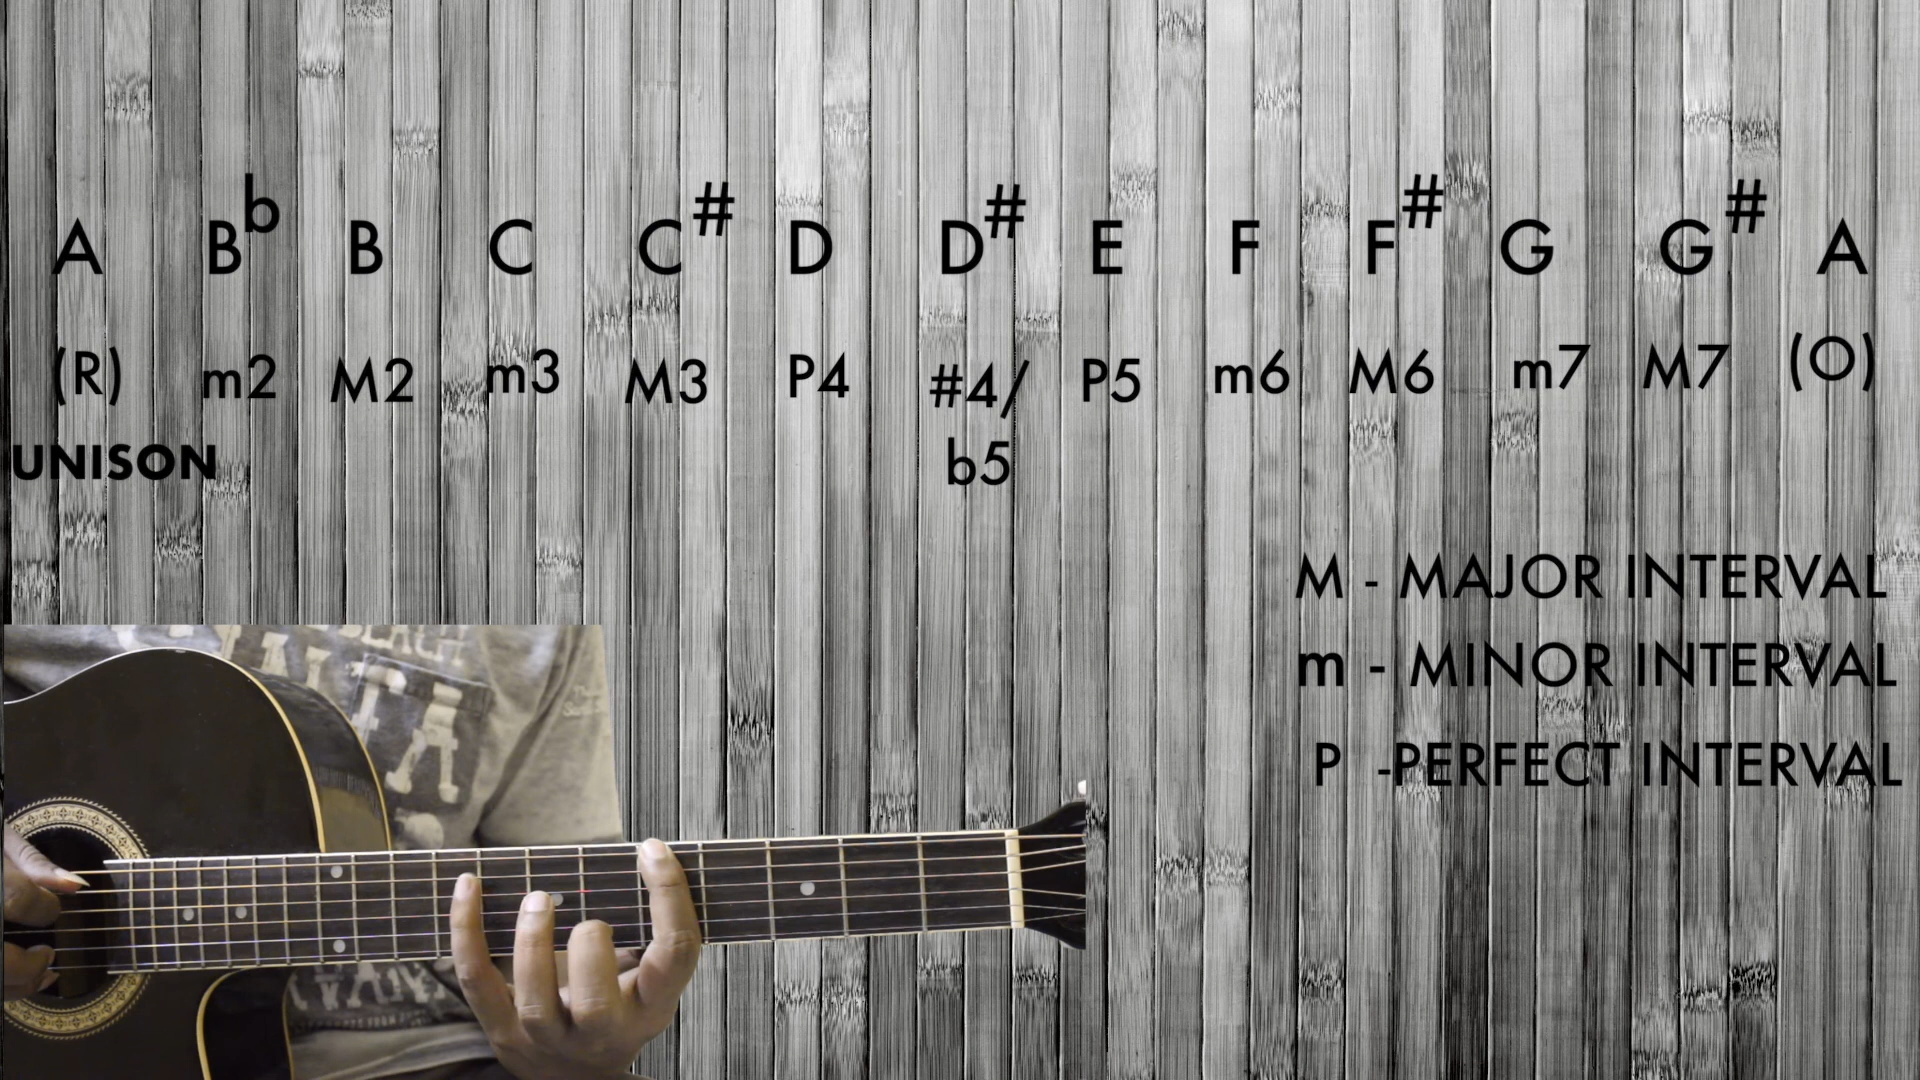 A B♭ B C C# D D# E F F# G G# A
(R) m2 M2 m3 M3 P4 #4/ P5 m6 M6 m7 M7 (O)
UNISON b5
M - MAJOR INTERVAL
m - MINOR INTERVAL
P -PERFECT INTERVAL